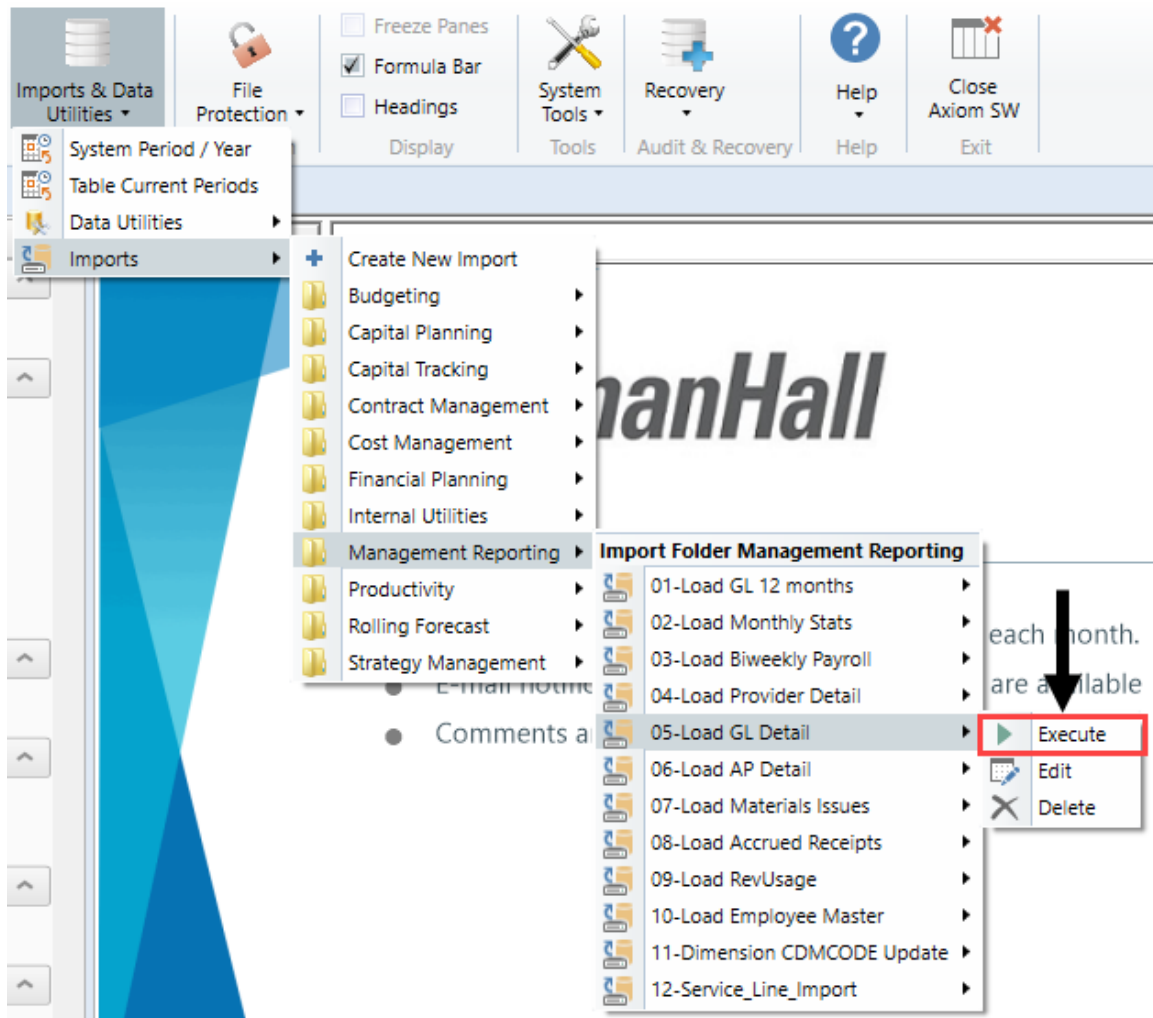 Imports & Data
Utilities
File
Protection
Freeze Panes
Formula Bar
Headings
Display
System
Tools
Tools
Recovery
Audit & Recovery
Help
Help
Close
Axiom SW
Exit
System Period / Year
Table Current Periods
Data Utilities
Imports
Create New Import
Budgeting
Capital Planning
Capital Tracking
Contract Management
Cost Management
Financial Planning
Internal Utilities
Management Reporting
Productivity
Rolling Forecast
Strategy Management
manHall
Import Folder Management Reporting
01-Load GL 12 months
02-Load Monthly Stats
03-Load Biweekly Payroll
04-Load Provider Detail
05-Load GL Detail
06-Load AP Detail
07-Load Materials Issues
08-Load Accrued Receipts
09-Load RevUsage
10-Load Employee Master
11-Dimension CDMCODE Update
12-Service_Line_Import
Execute
Edit
Delete
each month.
are available
E-mail
Comments